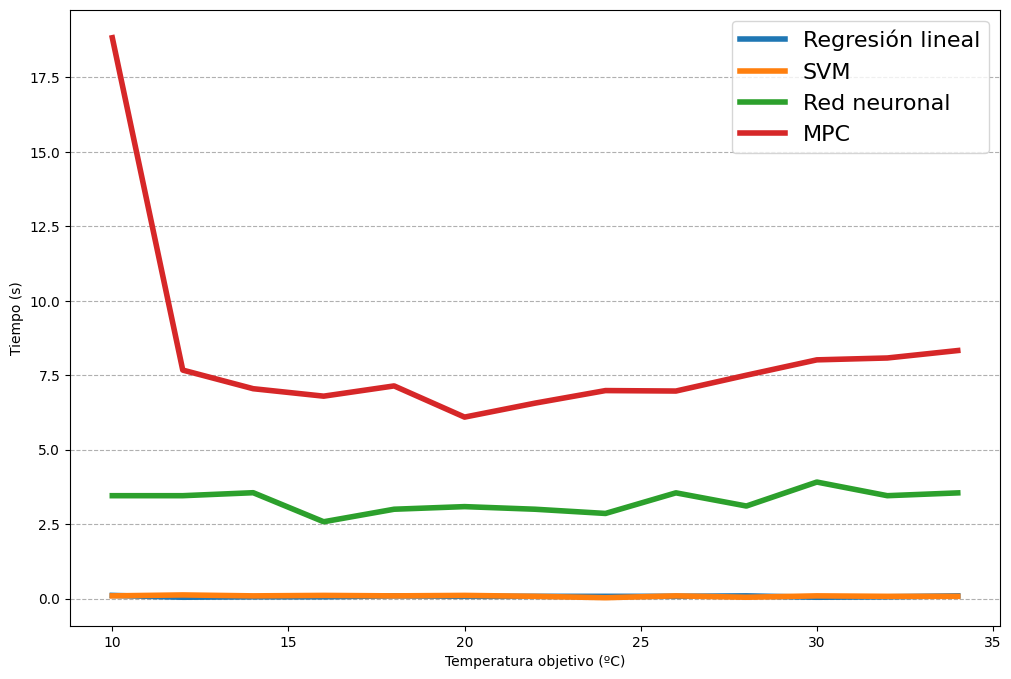 Regresión lineal
SVM
Red neuronal
MPC
17.5
15.0
12.5
10.0
7.5
5.0
2.5
0.0
Tiempo (s)
10 15 20 25 30 35
Temperatura objetivo (ºC)